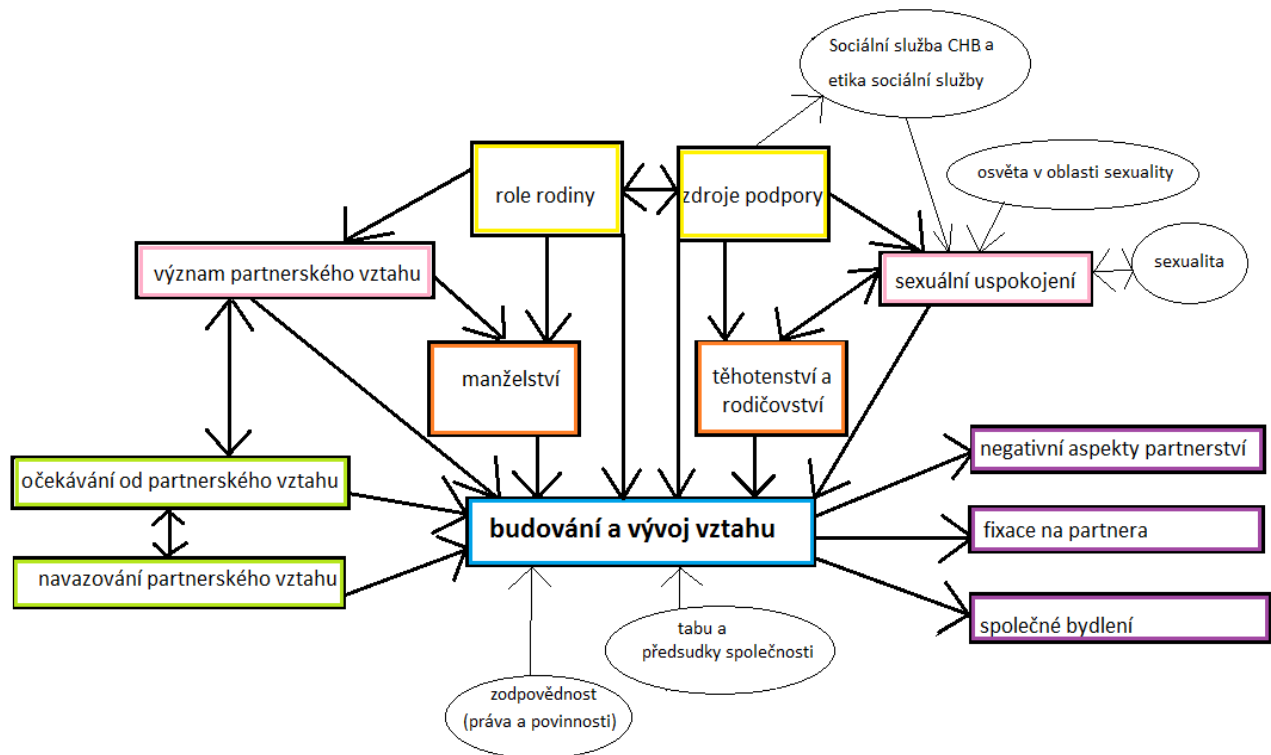 Sociální služba CHB a
etika sociální služby
role rodiny
zdroje podpory
osvěta v oblasti sexuality
význam partnerského vztahu
sexuální uspokojení
sexualita
manželství
těhotenství a
rodičovství
negativní aspekty partnerství
očekávání od partnerského vztahu
budování a vývoj vztahu
fixace na partnera
navazování partnerského vztahu
společné bydlení
tabu a
předsudky společnosti
zodpovědnost
(práva a povinnosti)